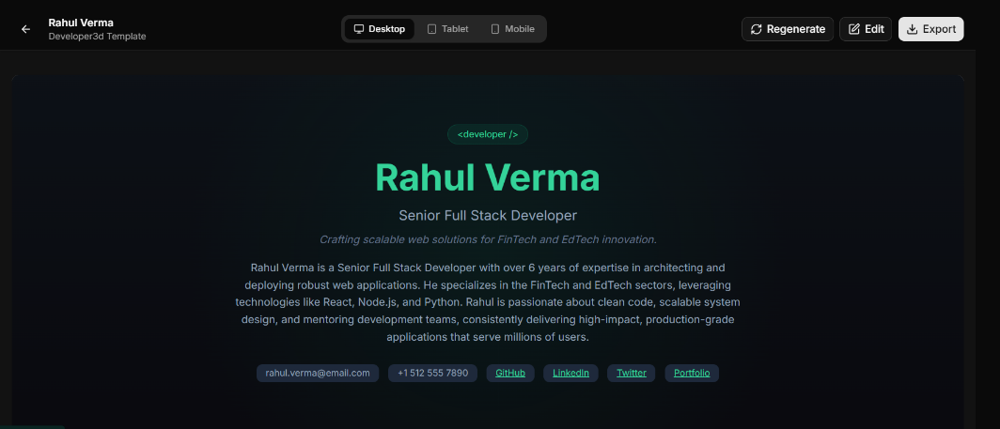 Rahul Verma
Developer3d Template
Desktop
Tablet
Mobile
Regenerate
Edit
Export
<developer />
Rahul Verma
Senior Full Stack Developer
Crafting scalable web solutions for FinTech and EdTech innovation.
Rahul Verma is a Senior Full Stack Developer with over 6 years of expertise in architecting and
deploying robust web applications. He specializes in the FinTech and EdTech sectors, leveraging
technologies like React, Node.js, and Python. Rahul is passionate about clean code, scalable system
design, and mentoring development teams, consistently delivering high-impact, production-grade
applications that serve millions of users.
rahul.verma@email.com
+1 512 555 7890
GitHub
LinkedIn
Twitter
Portfolio